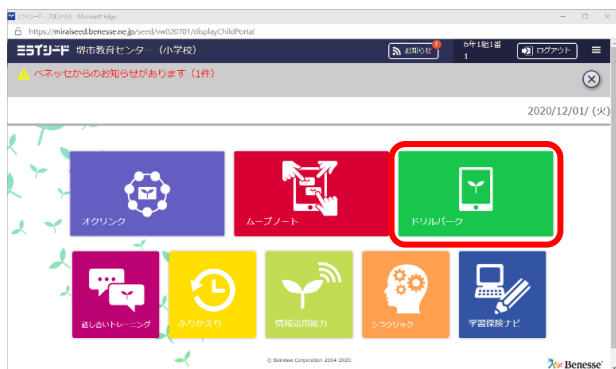 ミライシード - プロファイル - Microsoft Edge
https://miraiseed.benesse.ne.jp/seed/vw020701/displayChildPortal
ミライシード 堺市教育センター（小学校）
お知らせ
6年1組1番
1
ログアウト
ベネッセからのお知らせがあります（1件）
2020/12/01/ (火)
オクリンク
ムーブノート
ドリルパーク
話し合いトレーニング
ふりかえり
情報活用能力
シコウリョク
学習探険ナビ
© Benesse Corporation 2014-2020.
Benesse